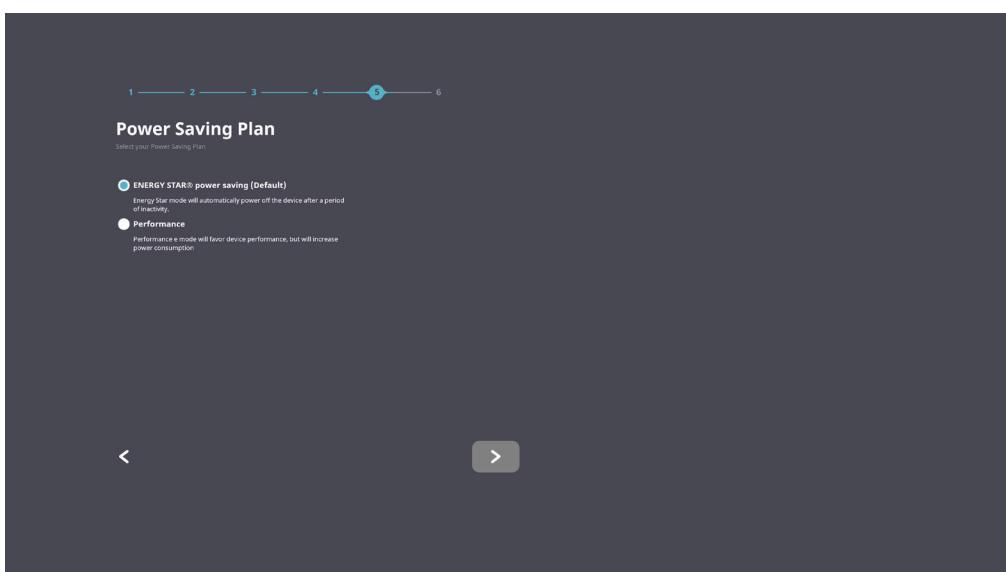 1 2 3 4 5 6
Power Saving Plan
Select your Power Saving Plan
ENERGY STAR® power saving (Default)
Energy Star mode will automatically power off the device after a period
of inactivity.
Performance
Performance e mode will favor device performance, but will increase
power consumption